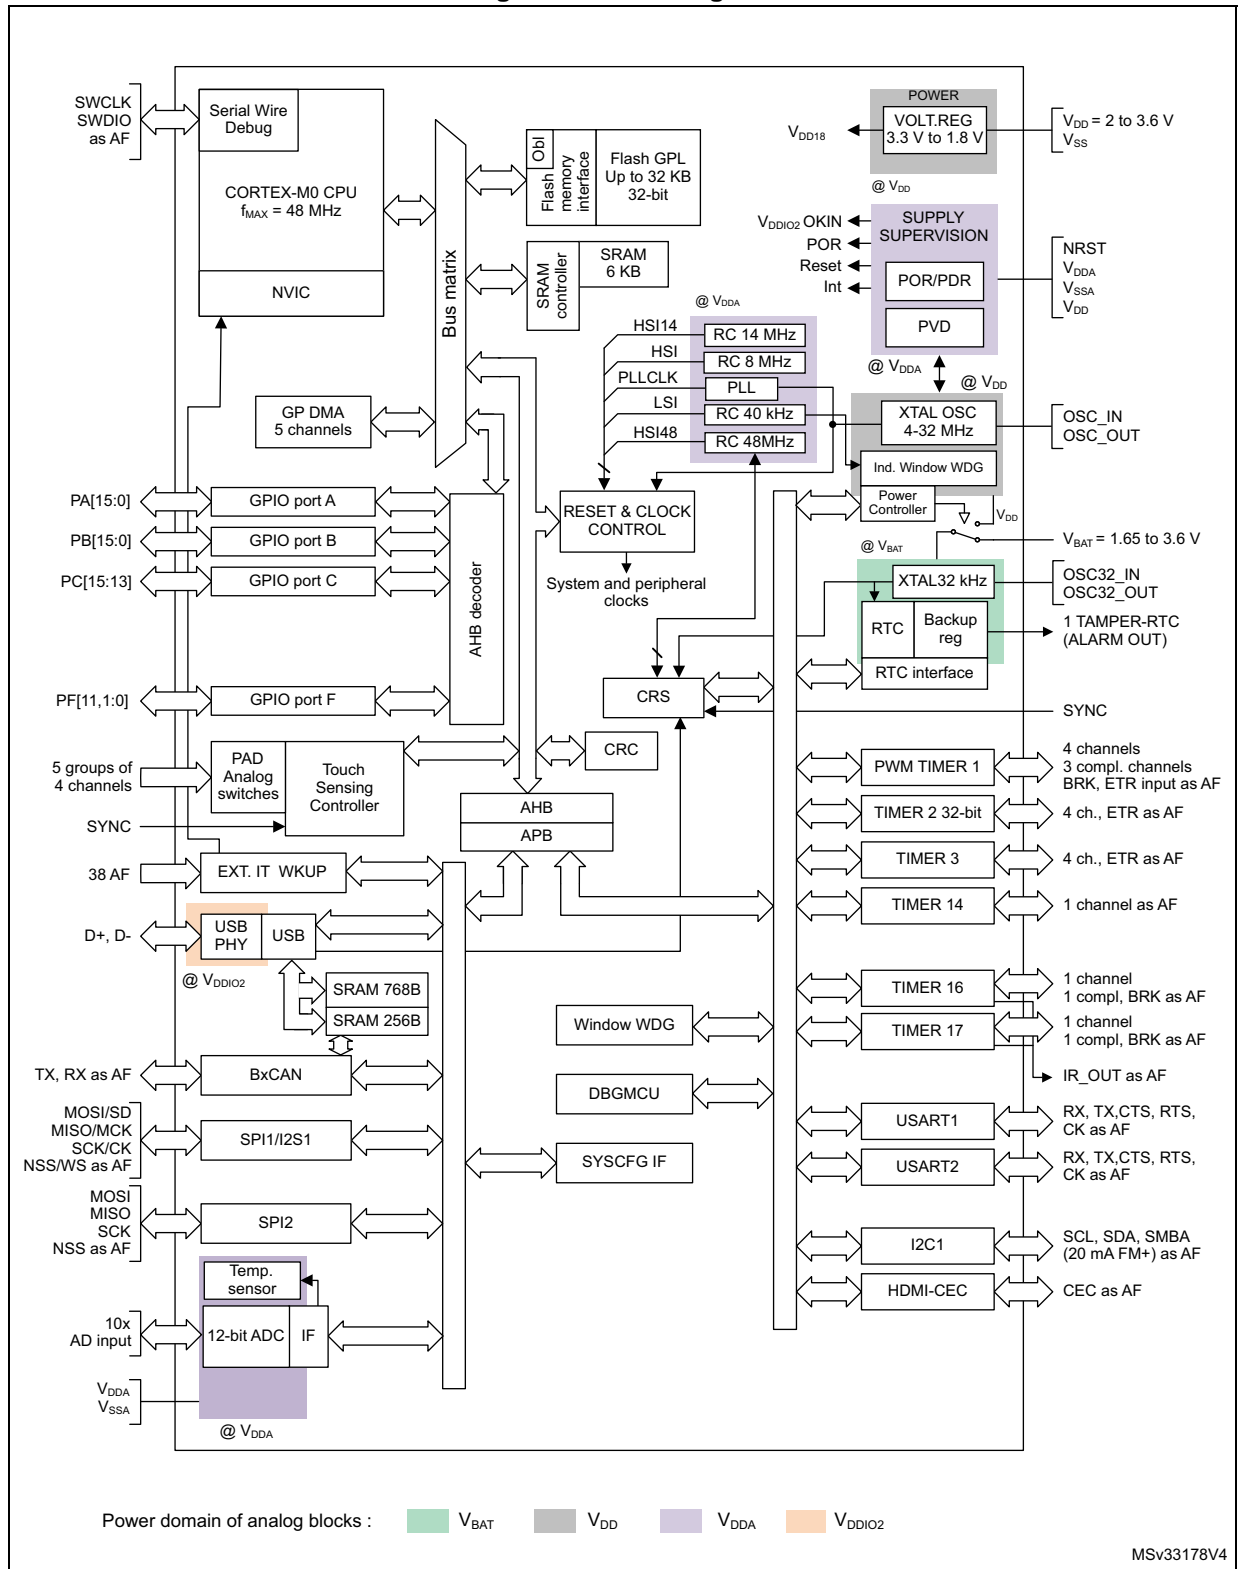 SWCLK
SWDIO
as AF
Serial Wire
Debug
CORTEX-M0 CPU
fMAX = 48 MHz
NVIC
Bus matrix
Obl
Flash
memory
interface
Flash GPL
Up to 32 KB
32-bit
SRAM
controller
SRAM
6 KB
POWER
VOLT.REG
3.3 V to 1.8 V
VDD18
VDD = 2 to 3.6 V
VSS
@ VDD
VDDIO2 OKIN
POR
Reset
Int
SUPPLY
SUPERVISION
POR/PDR
PVD
NRST
VDDA
VSSA
VDD
@ VDDA
@ VDDA
@ VDD
HSI14
HSI
PLLCLK
LSI
HSI48
RC 14 MHz
RC 8 MHz
PLL
RC 40 kHz
RC 48MHz
XTAL OSC
4-32 MHz
OSC_IN
OSC_OUT
Ind. Window WDG
Power
Controller
VDD
VBAT = 1.65 to 3.6 V
@ VBAT
XTAL32 kHz
OSC32_IN
OSC32_OUT
RTC
Backup
reg
RTC interface
1 TAMPER-RTC
(ALARM OUT)
GP DMA
5 channels
RESET & CLOCK
CONTROL
System and peripheral
clocks
PA[15:0]
GPIO port A
PB[15:0]
GPIO port B
PC[15:13]
GPIO port C
PF[11,1:0]
GPIO port F
AHB decoder
CRS
SYNC
5 groups of
4 channels
PAD
Analog
switches
Touch
Sensing
Controller
SYNC
CRC
AHB
APB
38 AF
EXT. IT WKUP
D+, D-
USB
PHY
USB
@ VDDIO2
SRAM 768B
SRAM 256B
TX, RX as AF
BxCAN
MOSI/SD
MISO/MCK
SCK/CK
NSS/WS as AF
SPI1/I2S1
MOSI
MISO
SCK
NSS as AF
SPI2
Temp.
sensor
10x
AD input
12-bit ADC
IF
VDDA
VSSA
@ VDDA
Window WDG
DBGMCU
SYSCFG IF
PWM TIMER 1
4 channels
3 compl. channels
BRK, ETR input as AF
TIMER 2 32-bit
4 ch., ETR as AF
TIMER 3
4 ch., ETR as AF
TIMER 14
1 channel as AF
TIMER 16
1 channel
1 compl, BRK as AF
TIMER 17
1 channel
1 compl, BRK as AF
IR_OUT as AF
USART1
RX, TX,CTS, RTS,
CK as AF
USART2
RX, TX,CTS, RTS,
CK as AF
I2C1
SCL, SDA, SMBA
(20 mA FM+) as AF
HDMI-CEC
CEC as AF
Power domain of analog blocks :
VBAT
VDD
VDDA
VDDIO2
MSv33178V4